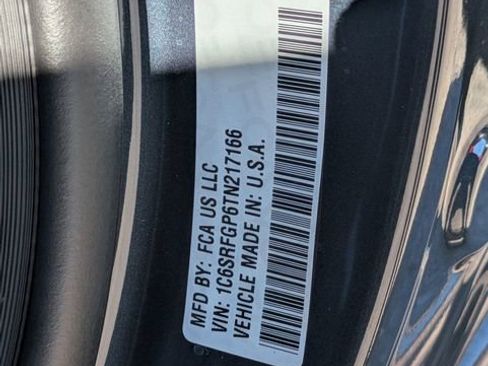 MFD BY: FCA US LLC
VIN: 1C6SRFGP6TN217166
VEHICLE MADE IN: U.S.A.